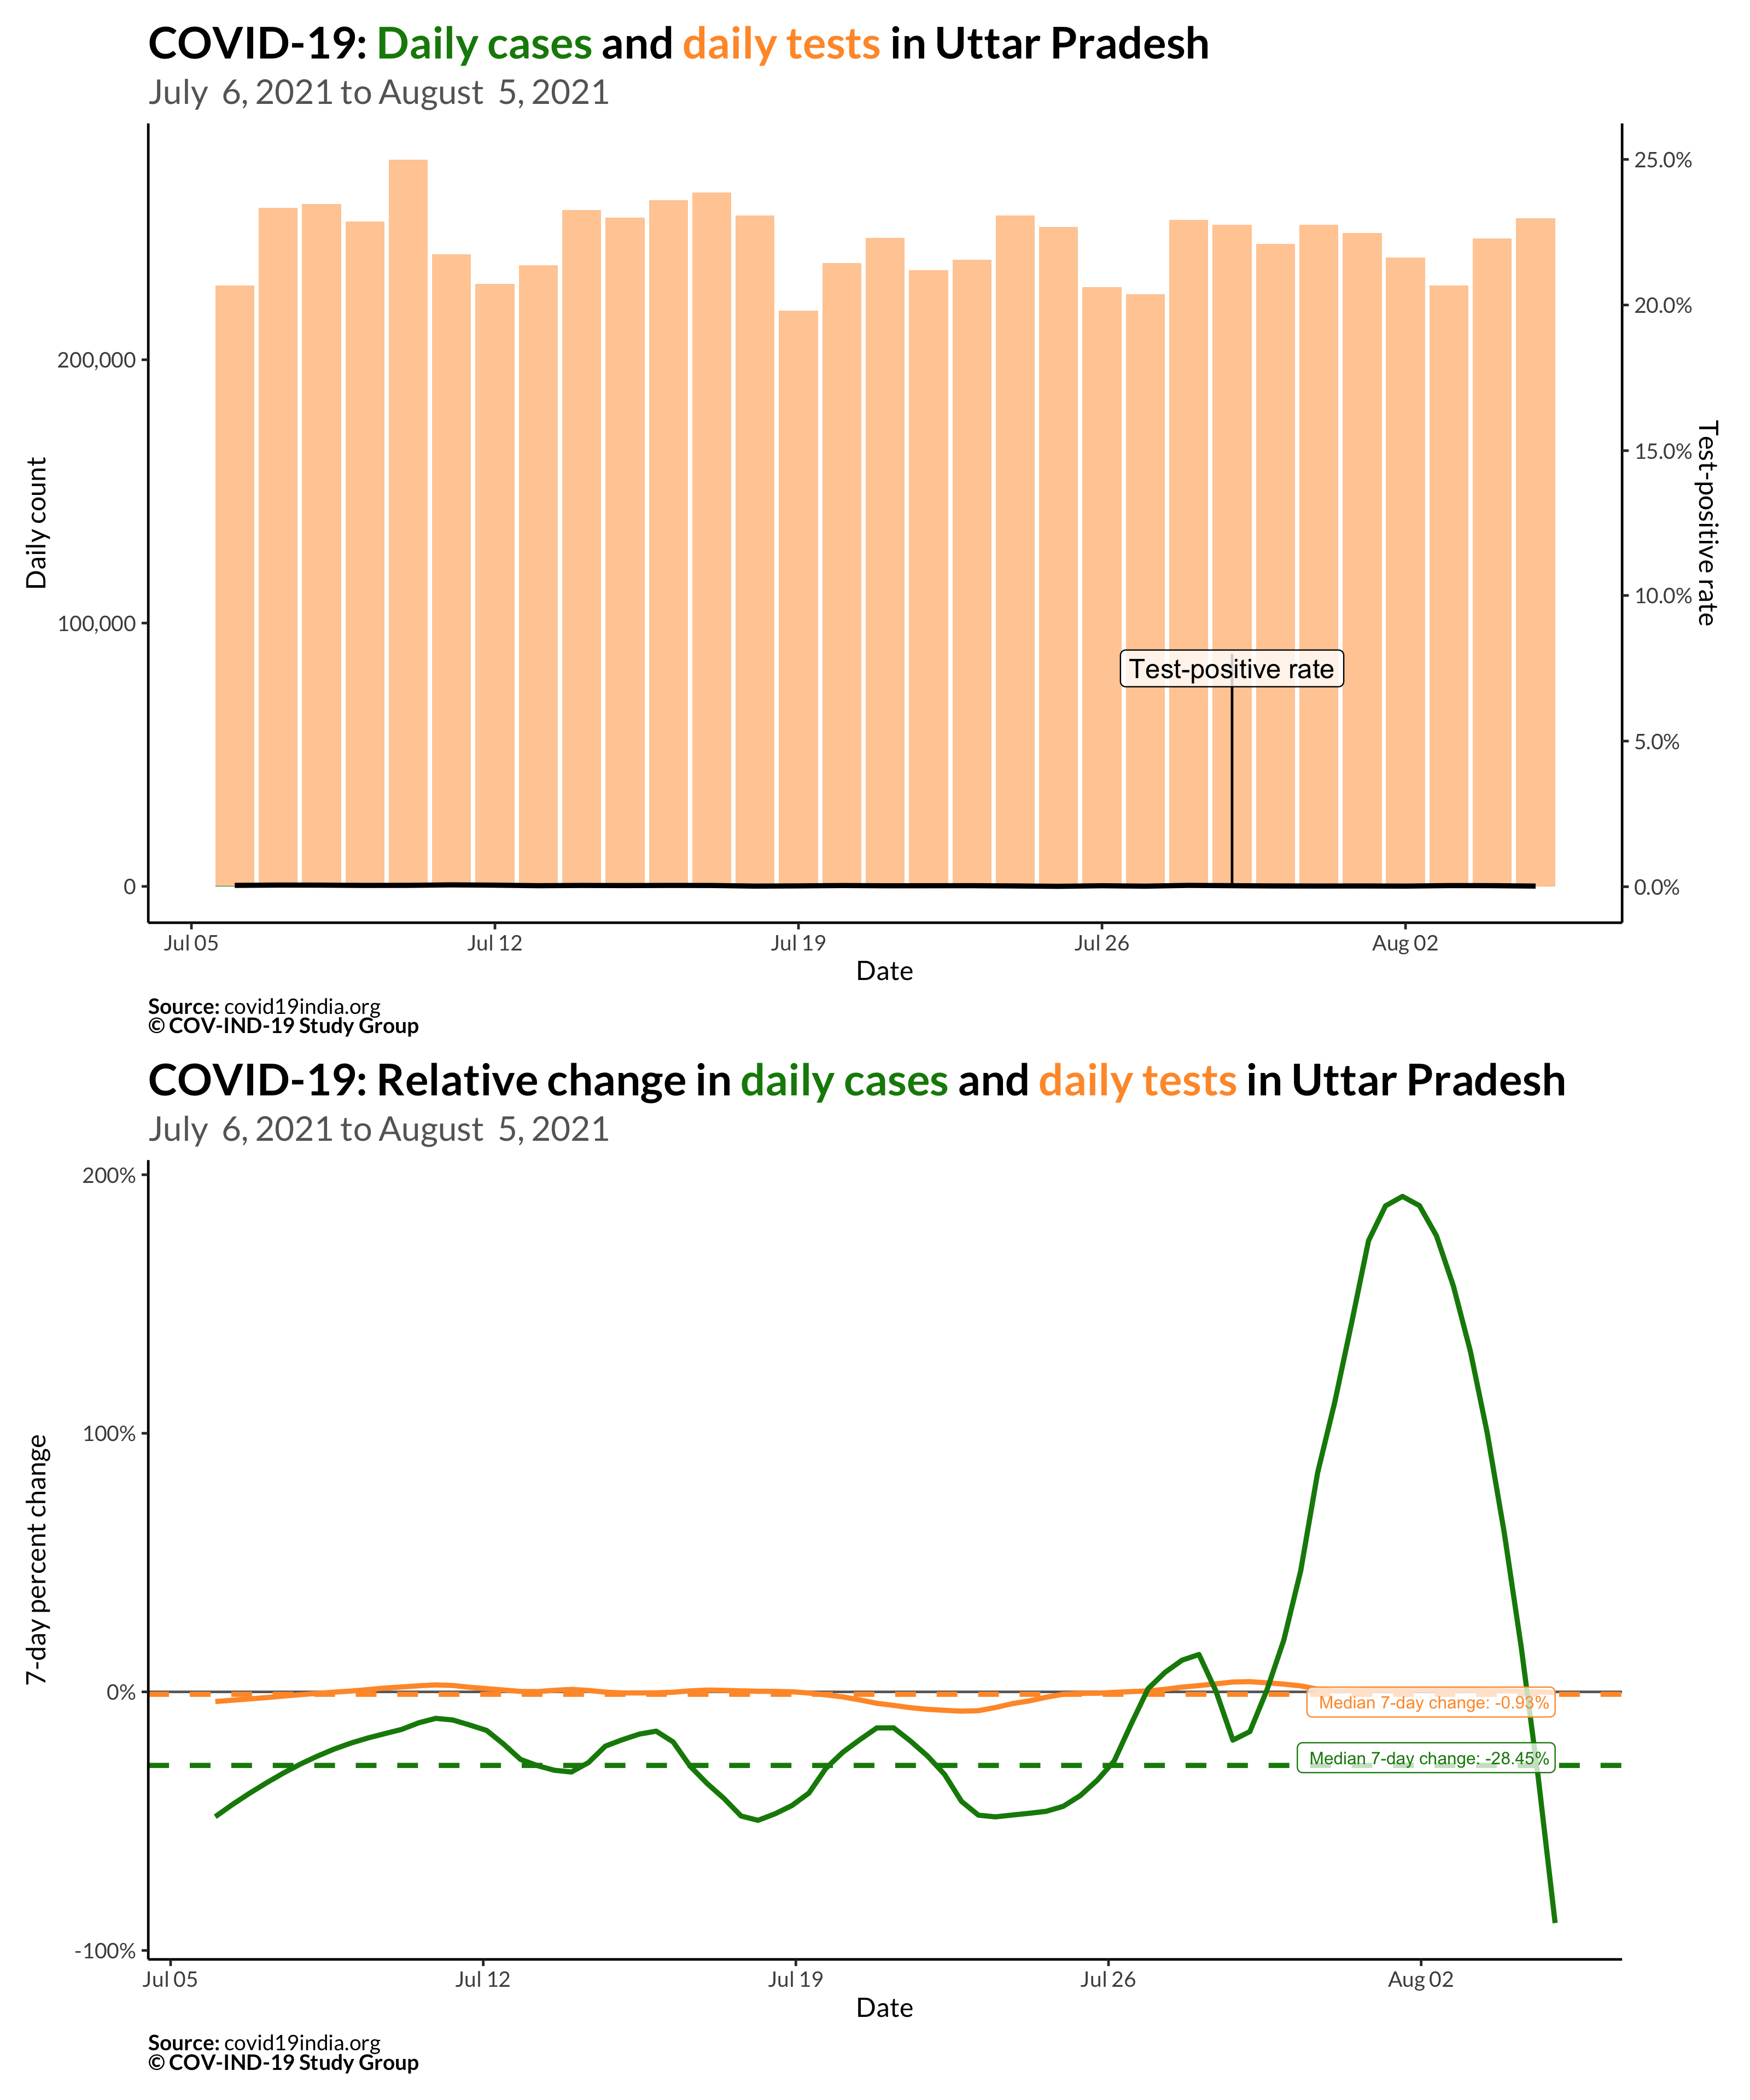 COVID-19: Daily cases and daily tests in Uttar Pradesh
July 6, 2021 to August 5, 2021
Daily count
200,000
100,000
0
25.0%
20.0%
15.0%
10.0%
5.0%
0.0%
Test-positive rate
Test-positive rate
Jul 05
Jul 12
Jul 19
Jul 26
Aug 02
Date
Source: covid19india.org
© COV-IND-19 Study Group
COVID-19: Relative change in daily cases and daily tests in Uttar Pradesh
July 6, 2021 to August 5, 2021
7-day percent change
200%
100%
0%
-100%
Median 7-day change: -0.93%
Median 7-day change: -28.45%
Jul 05
Jul 12
Jul 19
Jul 26
Aug 02
Date
Source: covid19india.org
© COV-IND-19 Study Group